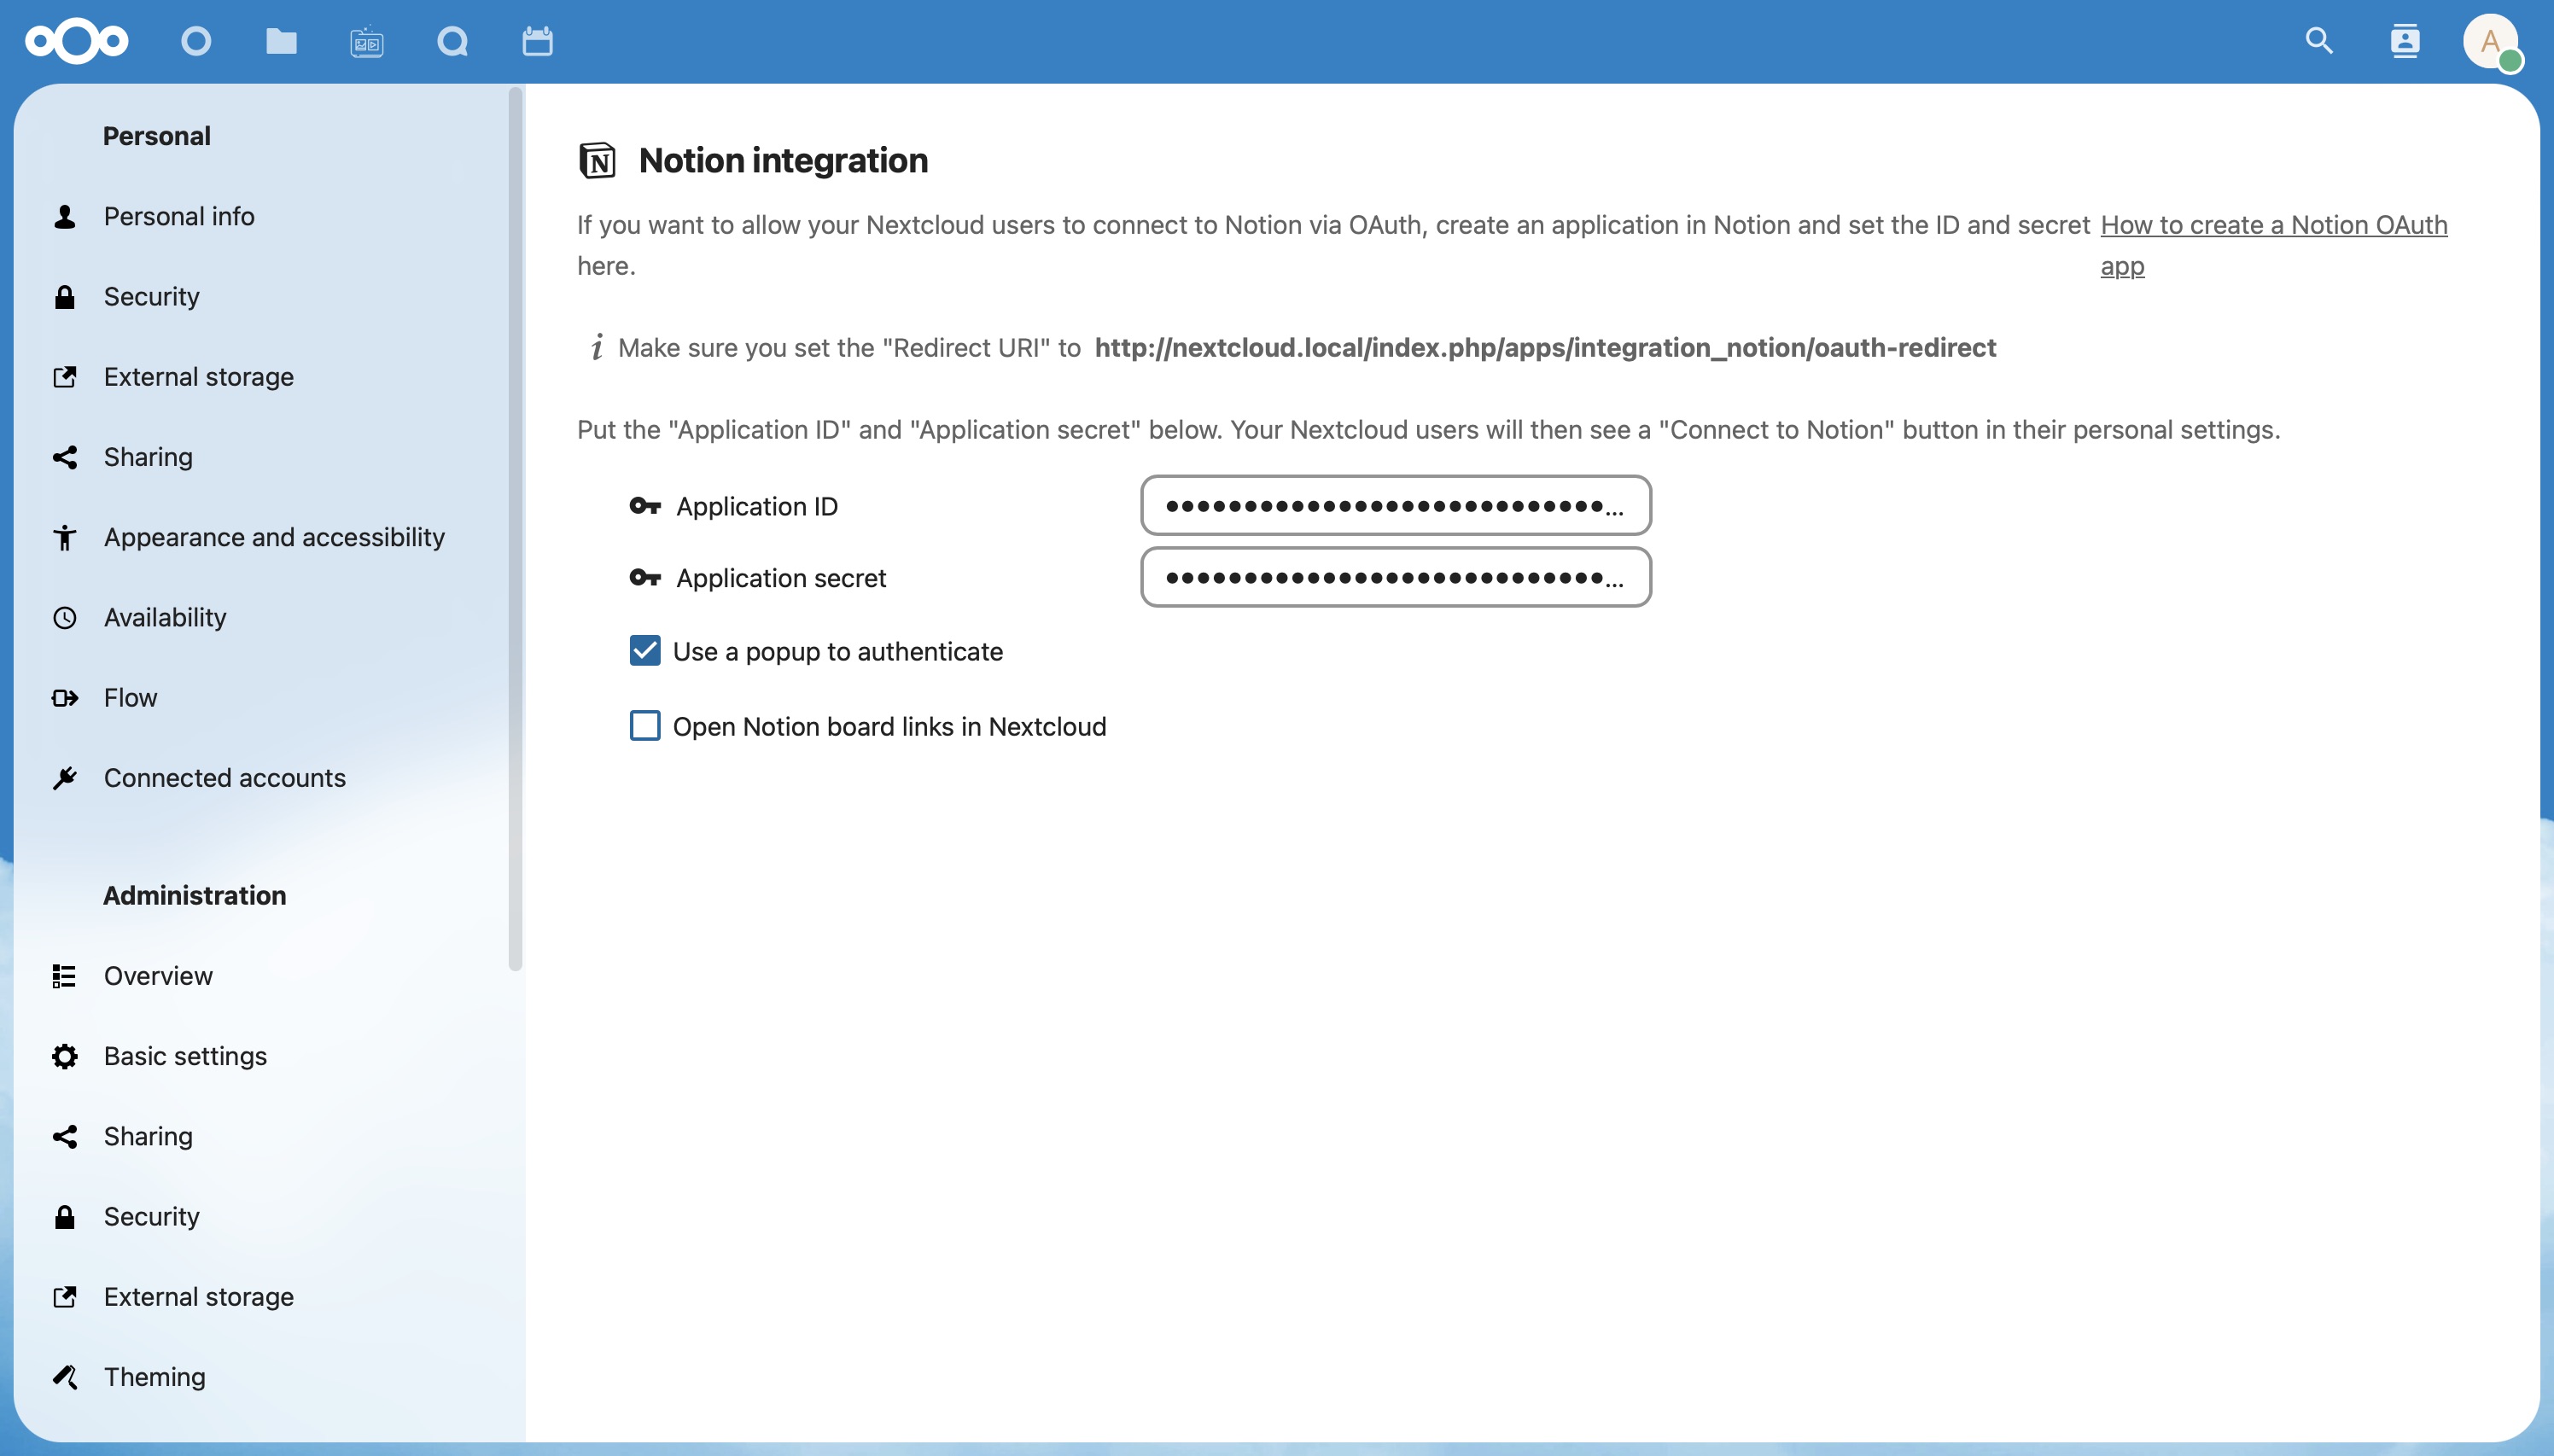 A
Personal
Personal info
Security
External storage
Sharing
Appearance and accessibility
Availability
Flow
Connected accounts
Administration
Overview
Basic settings
Sharing
Security
External storage
Theming
N Notion integration
If you want to allow your Nextcloud users to connect to Notion via OAuth, create an application in Notion and set the ID and secret
here.
How to create a Notion OAuth
app
i Make sure you set the "Redirect URI" to http://nextcloud.local/index.php/apps/integration_notion/oauth-redirect
Put the "Application ID" and "Application secret" below. Your Nextcloud users will then see a "Connect to Notion" button in their personal settings.
Application ID ••••••••••••••••••••••••••••...
Application secret ••••••••••••••••••••••••••••...
Use a popup to authenticate
Open Notion board links in Nextcloud